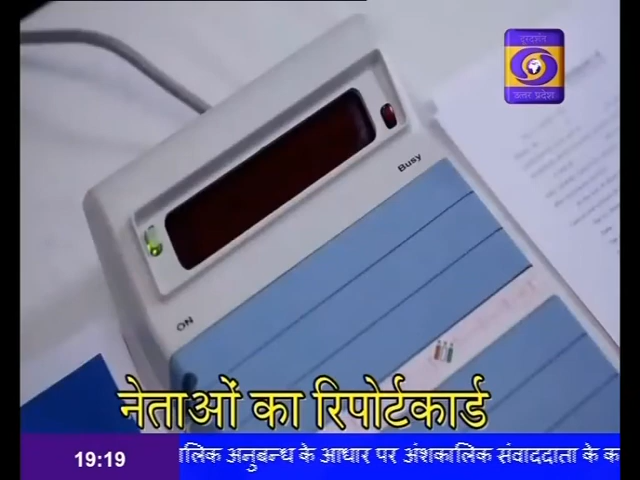 दूरदर्शन
उत्तर प्रदेश
Busy
ON
नेताओं का रिपोर्टकार्ड
19:19
लिक अनुबन्ध के आधार पर अंशकालिक संवाददाता के क